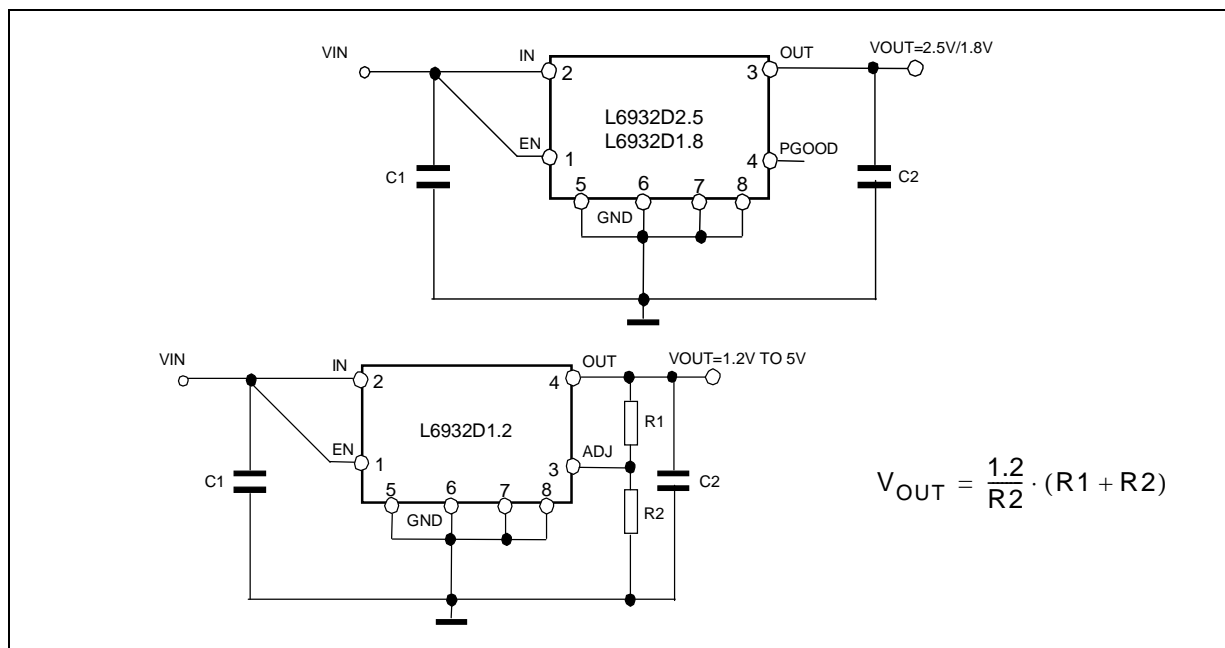 VIN
IN
2
OUT
3
VOUT=2.5V/1.8V
L6932D2.5
L6932D1.8
EN
1
PGOOD
4
C1
5
6
7
8
GND
C2
VIN
IN
2
OUT
4
VOUT=1.2V TO 5V
L6932D1.2
R1
EN
1
ADJ
3
C1
5
6
7
8
GND
R2
C2
V_OUT = 1.2/R2 · (R1 + R2)